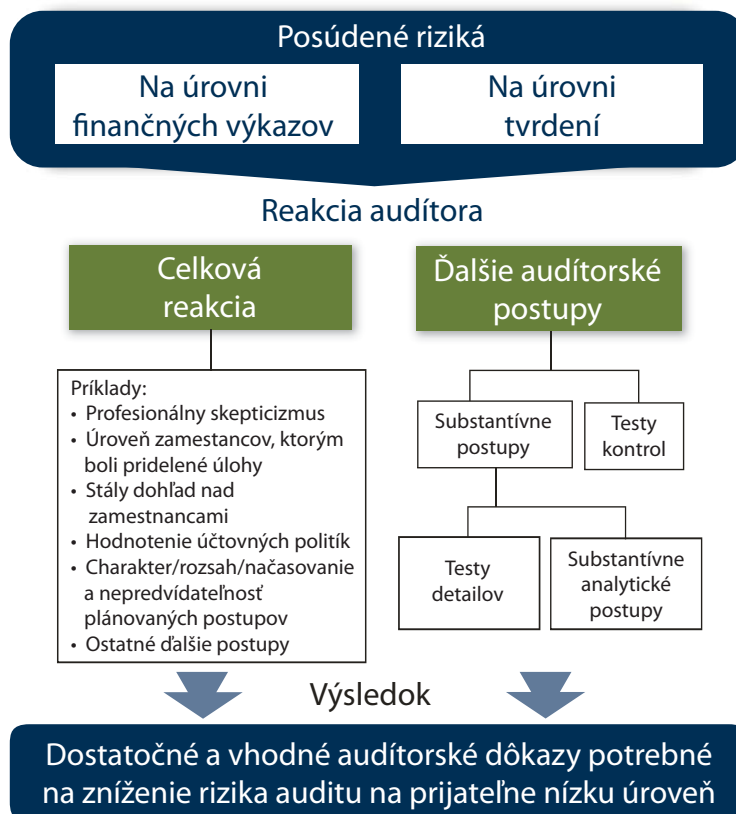 Posúdené riziká
Na úrovni
finančných výkazov
Na úrovni
tvrdení
Reakcia audítora
Celková
reakcia
Ďalšie audítorské
postupy
Príklady:
• Profesionálny skepticizmus
• Úroveň zamestancov, ktorým
boli pridelené úlohy
• Stály dohľad nad
zamestnancami
• Hodnotenie účtovných politík
• Charakter/rozsah/načasovanie
a nepredvídateľnosť
plánovaných postupov
• Ostatné ďalšie postupy
Substantívne
postupy
Testy
kontrol
Testy
detailov
Substantívne
analytické
postupy
Výsledok
Dostatočné a vhodné audítorské dôkazy potrebné
na zníženie rizika auditu na prijateľne nízku úroveň